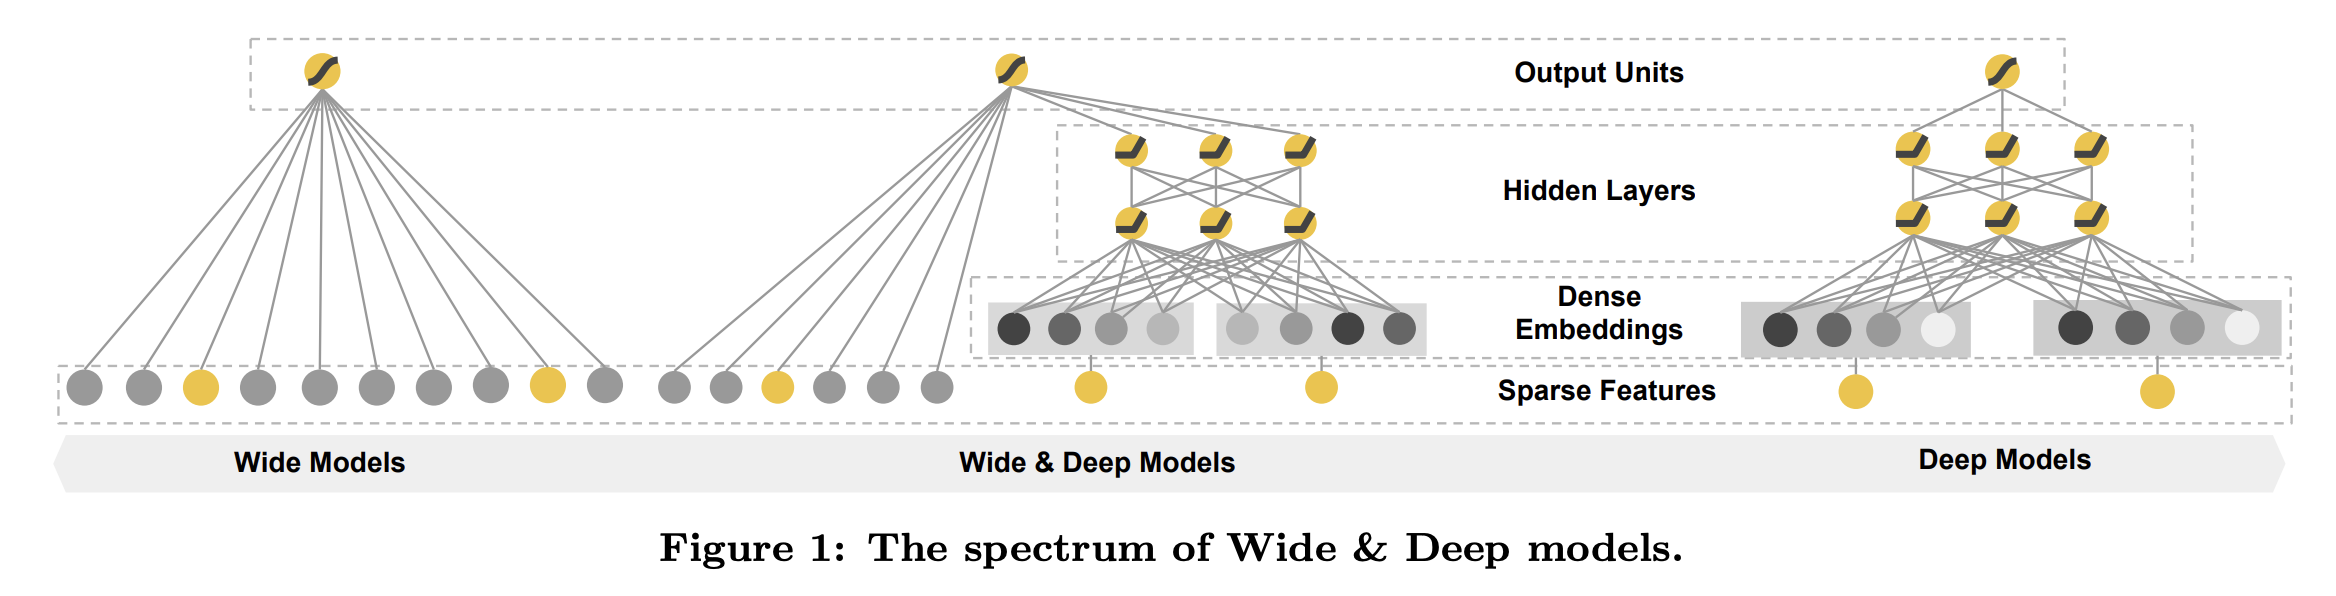 Output Units
Hidden Layers
Dense
Embeddings
Sparse Features
Wide Models
Wide & Deep Models
Deep Models
Figure 1: The spectrum of Wide & Deep models.